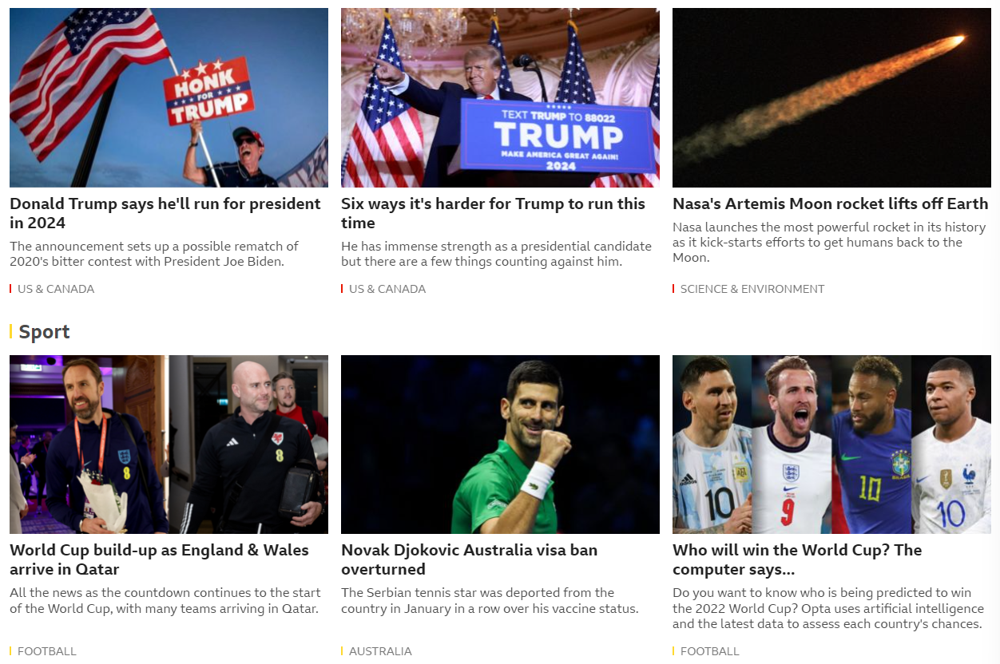 HONK
FOR
TRUMP
TEXT TRUMP TO 88022
TRUMP
MAKE AMERICA GREAT AGAIN!
2024
Donald Trump says he'll run for president
in 2024
The announcement sets up a possible rematch of
2020's bitter contest with President Joe Biden.
US & CANADA
Six ways it's harder for Trump to run this
time
He has immense strength as a presidential candidate
but there are a few things counting against him.
US & CANADA
Nasa's Artemis Moon rocket lifts off Earth
Nasa launches the most powerful rocket in its history
as it kick-starts efforts to get humans back to the
Moon.
SCIENCE & ENVIRONMENT
Sport
8
8
adidas
10
9
BRASIL
10
10
World Cup build-up as England & Wales
arrive in Qatar
All the news as the countdown continues to the start
of the World Cup, with many teams arriving in Qatar.
FOOTBALL
Novak Djokovic Australia visa ban
overturned
The Serbian tennis star was deported from the
country in January in a row over his vaccine status.
AUSTRALIA
Who will win the World Cup? The
computer says...
Do you want to know who is being predicted to win
the 2022 World Cup? Opta uses artificial intelligence
and the latest data to assess each country's chances.
FOOTBALL